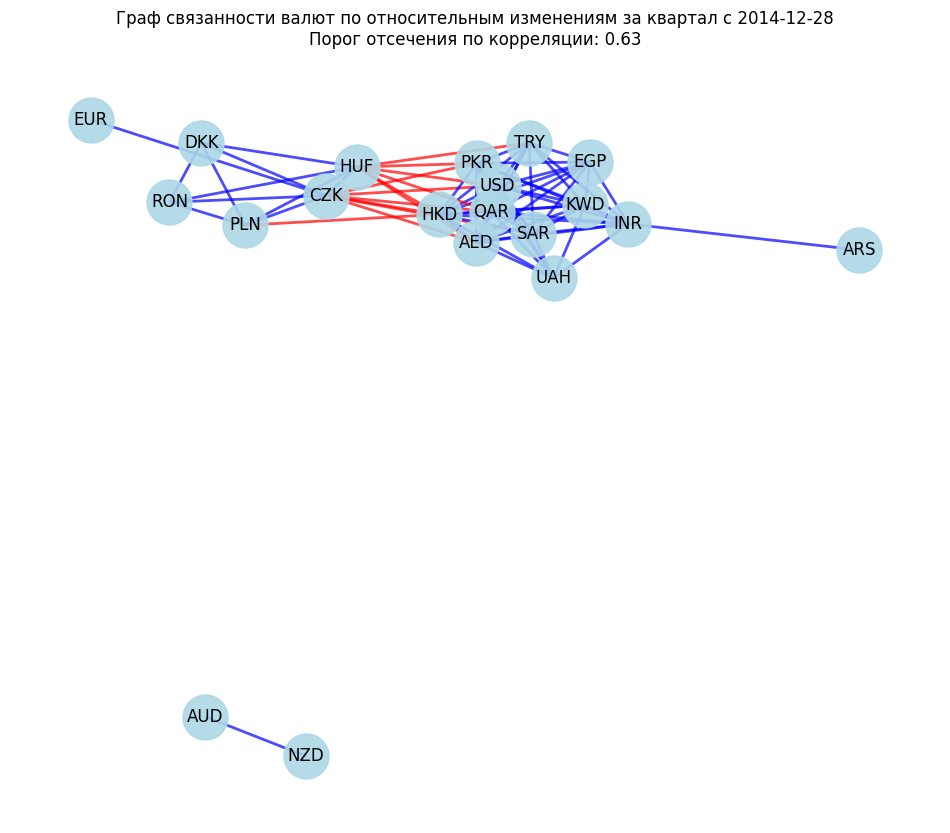 Граф связанности валют по относительным изменениям за квартал с 2014-12-28
Порог отсечения по корреляции: 0.63
EUR
DKK
TRY
PKR
EGP
HUF
USD
CZK
RON
KWD
QAR
HKD
PLN
INR
SAR
AED
ARS
UAH
AUD
NZD